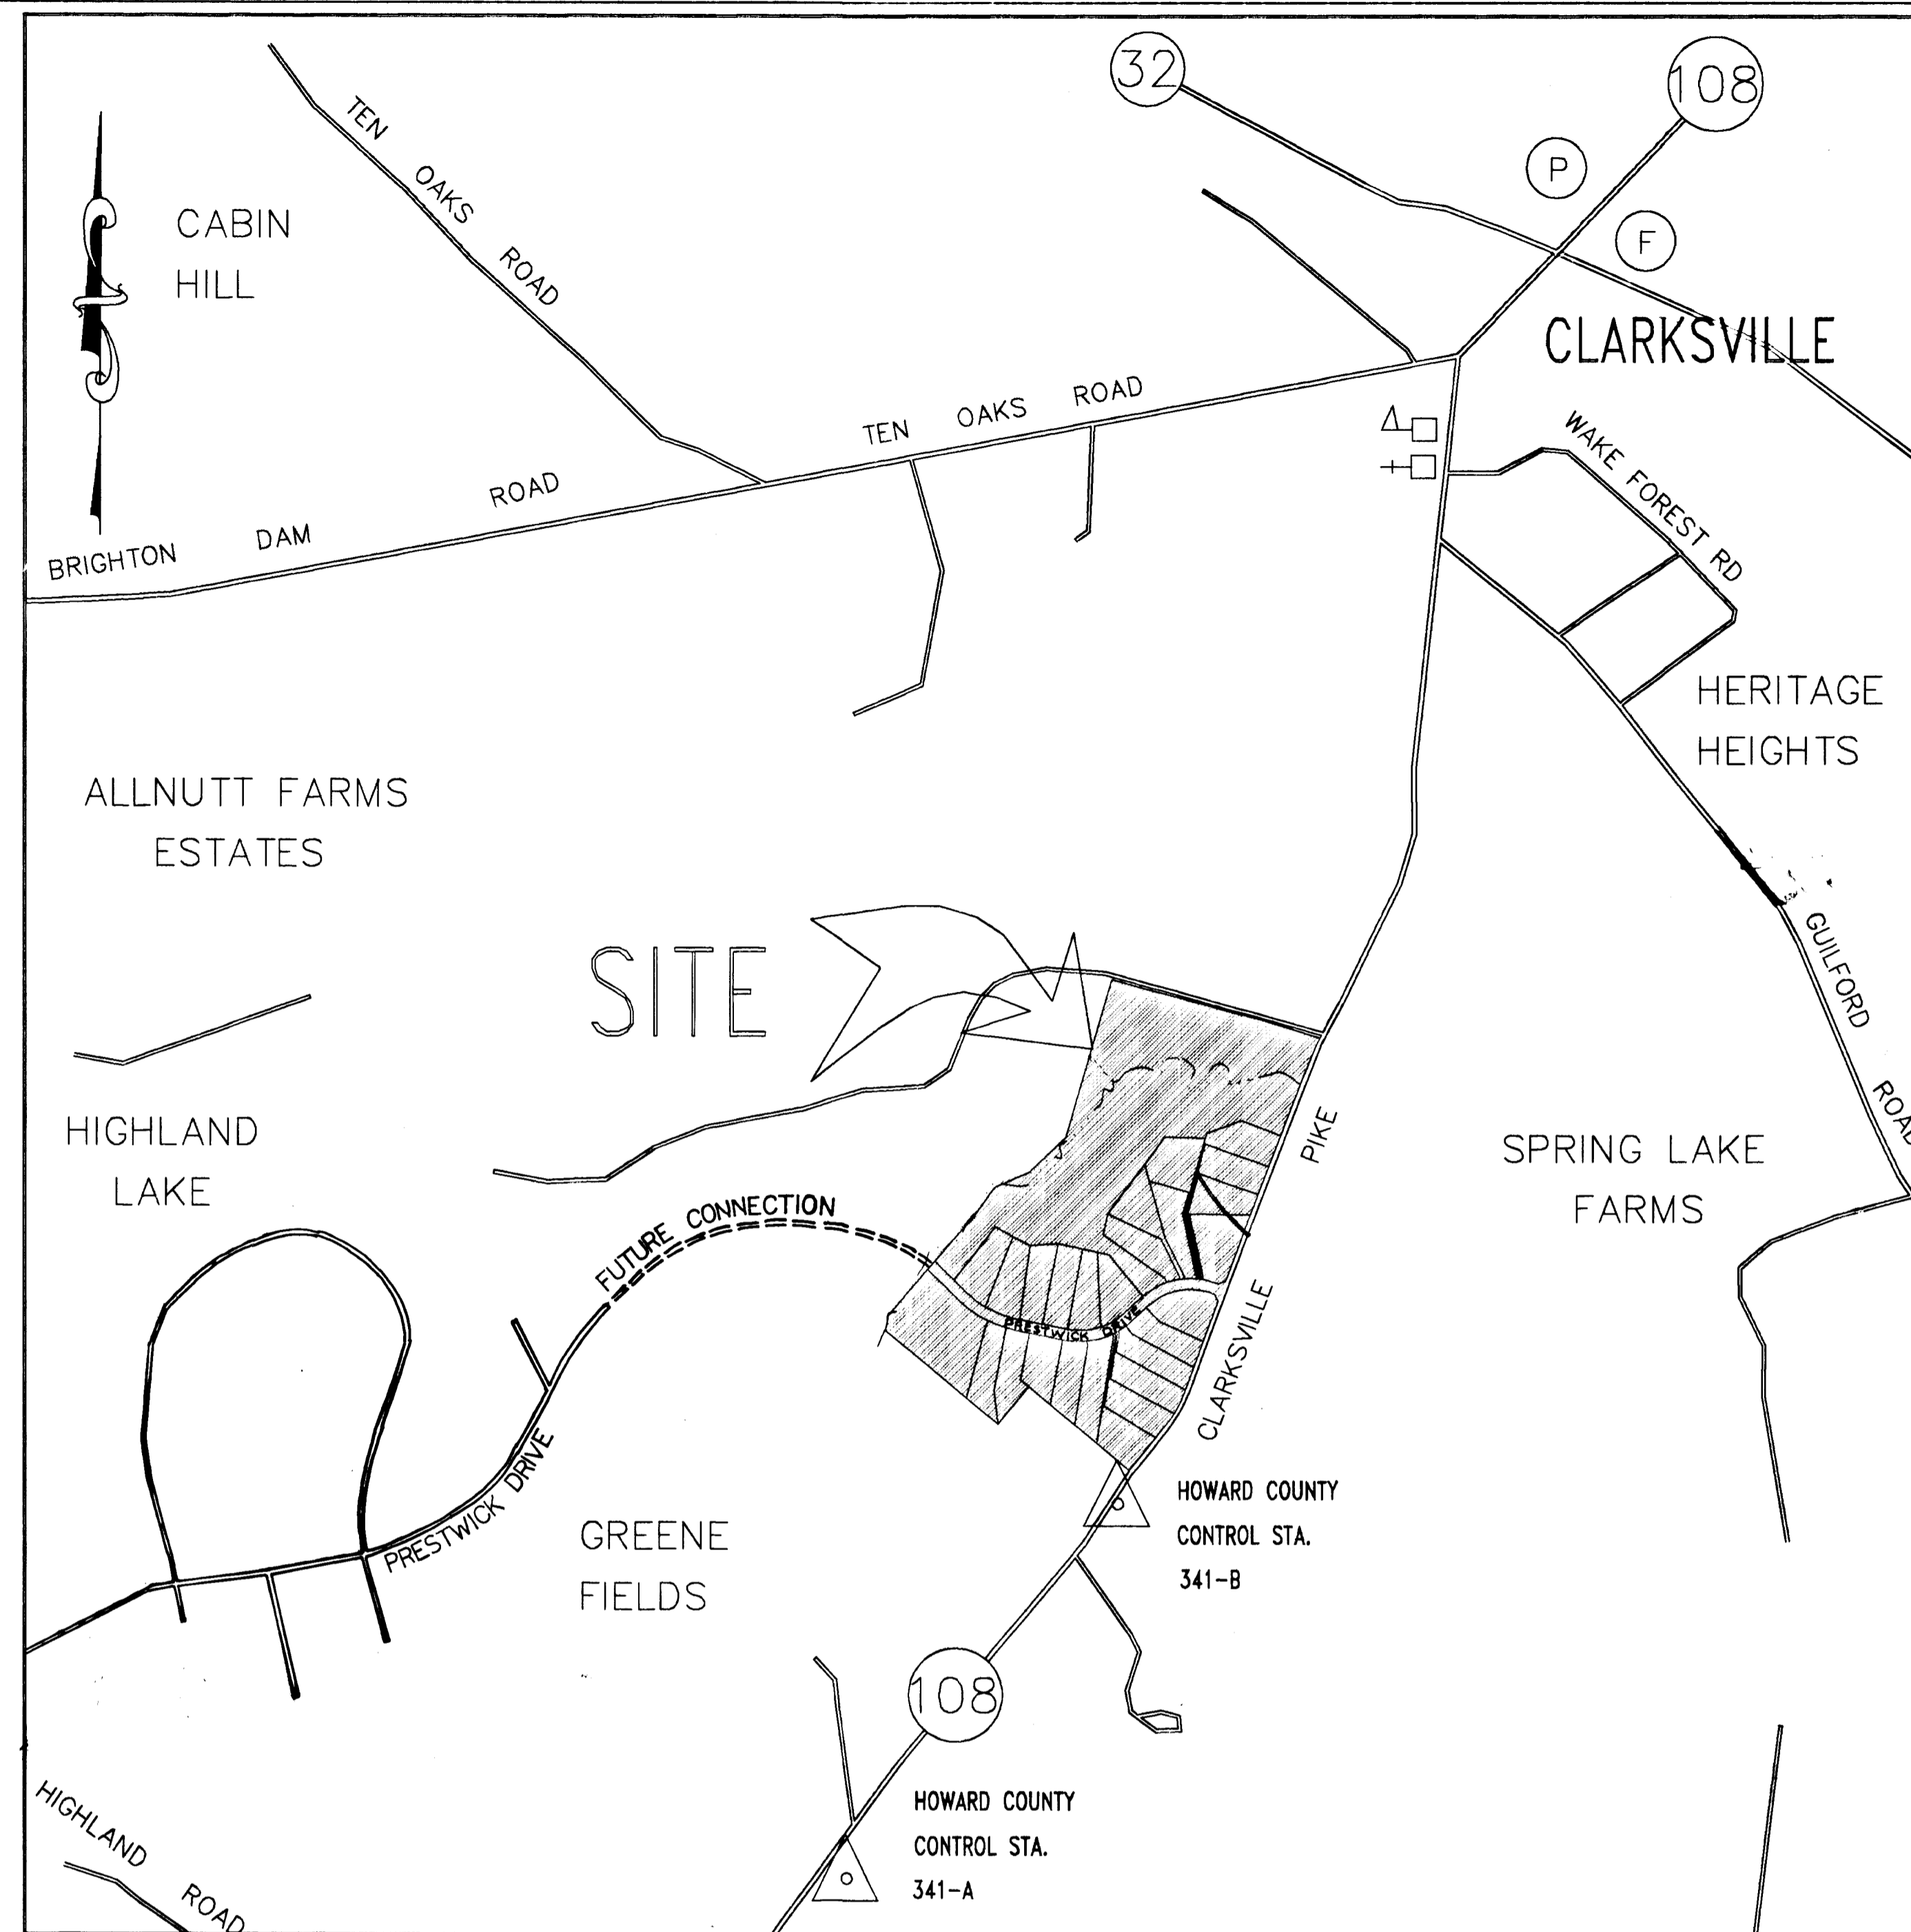 32
108
P
F
TEN OAKS ROAD
CABIN
HILL
CLARKSVILLE
TEN OAKS ROAD
WAKE FOREST RD
BRIGHTON DAM ROAD
HERITAGE
HEIGHTS
ALLNUTT FARMS
ESTATES
SITE
GUILFORD ROAD
HIGHLAND
LAKE
SPRING LAKE
FARMS
FUTURE CONNECTION
CLARKSVILLE PIKE
PRESTWICK DRIVE
PRESTWICK DRIVE
GREENE
FIELDS
HOWARD COUNTY
CONTROL STA.
341-B
108
HOWARD COUNTY
CONTROL STA.
341-A
HIGHLAND ROAD